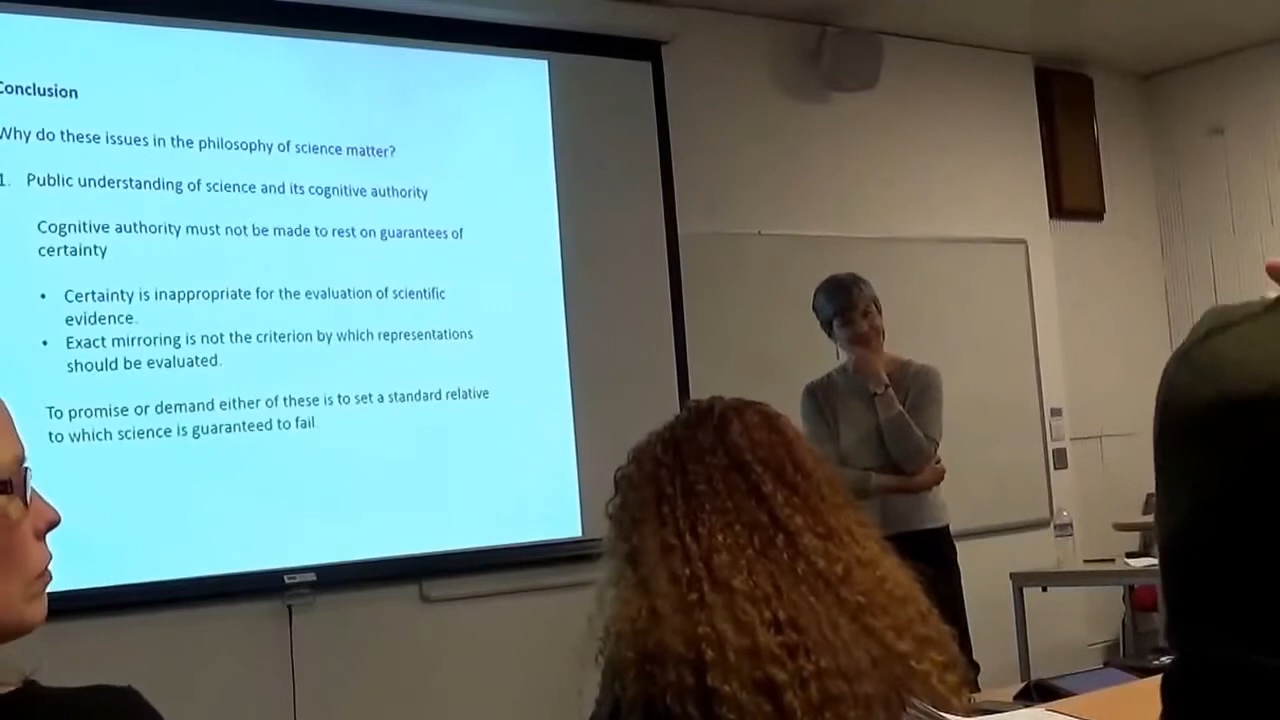 Conclusion
Why do these issues in the philosophy of science matter?
1. Public understanding of science and its cognitive authority
Cognitive authority must not be made to rest on guarantees of
certainty
• Certainty is inappropriate for the evaluation of scientific
evidence.
• Exact mirroring is not the criterion by which representations
should be evaluated.
To promise or demand either of these is to set a standard relative
to which science is guaranteed to fail